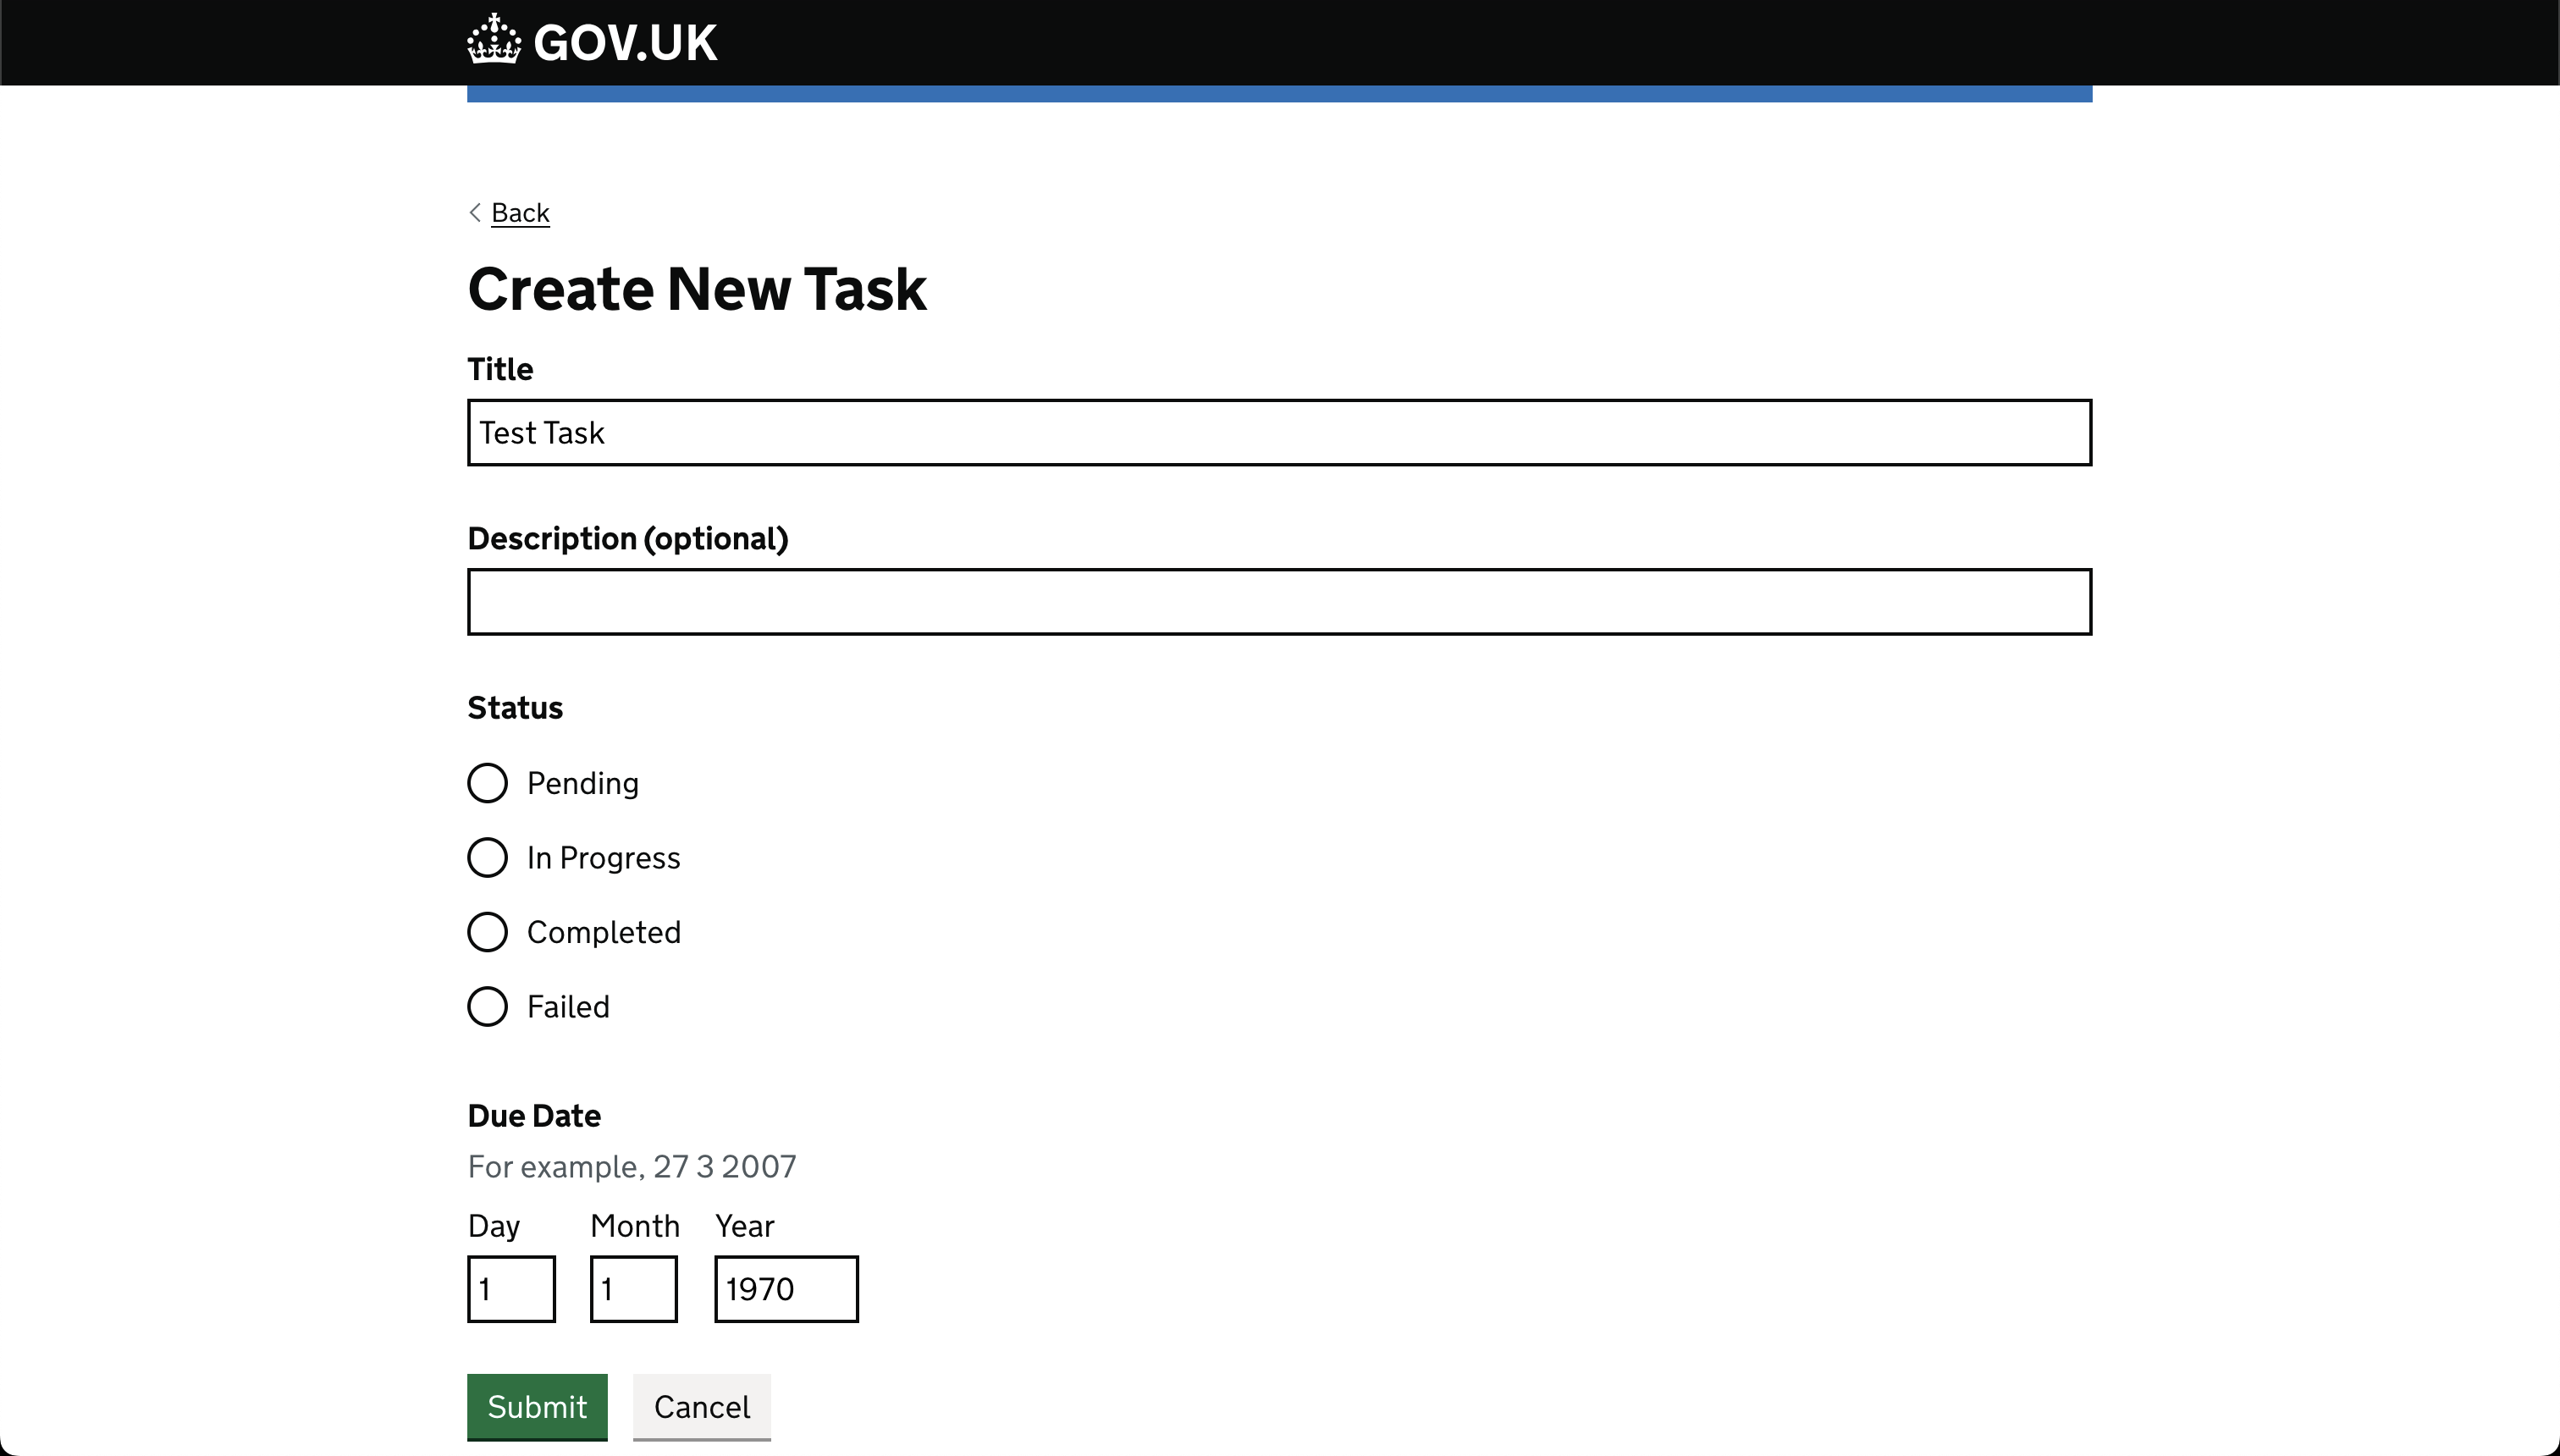 GOV.UK
Back
Create New Task
Title
Test Task
Description (optional)
Status
Pending
In Progress
Completed
Failed
Due Date
For example, 27 3 2007
Day Month Year
1 1 1970
Submit Cancel